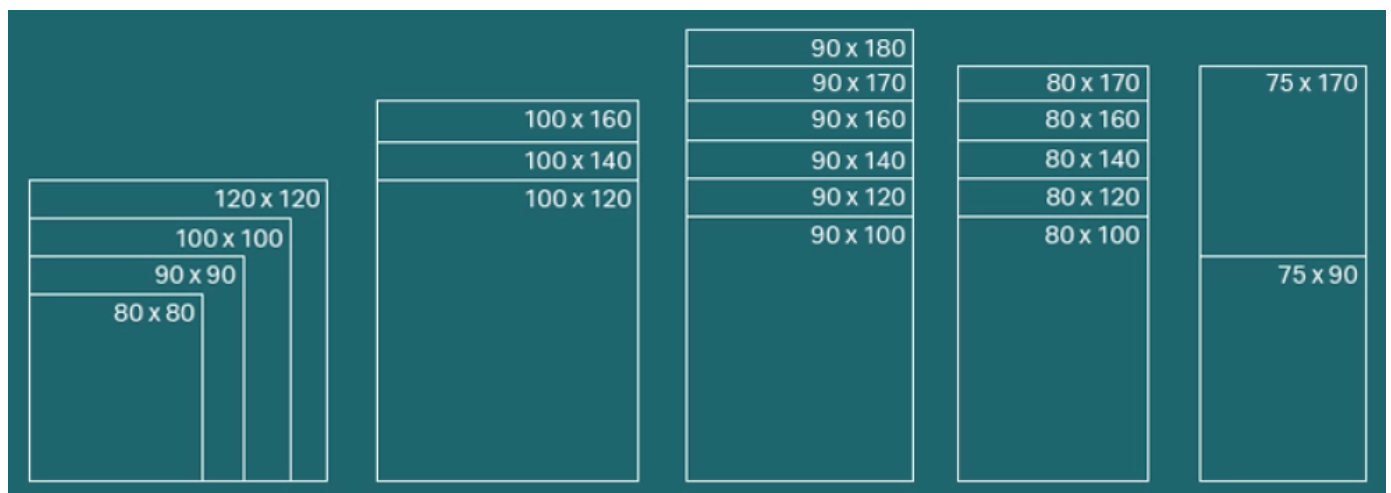 120 x 120
100 x 100
90 x 90
80 x 80
100 x 160
100 x 140
100 x 120
90 x 180
90 x 170
90 x 160
90 x 140
90 x 120
90 x 100
80 x 170
80 x 160
80 x 140
80 x 120
80 x 100
75 x 170
75 x 90